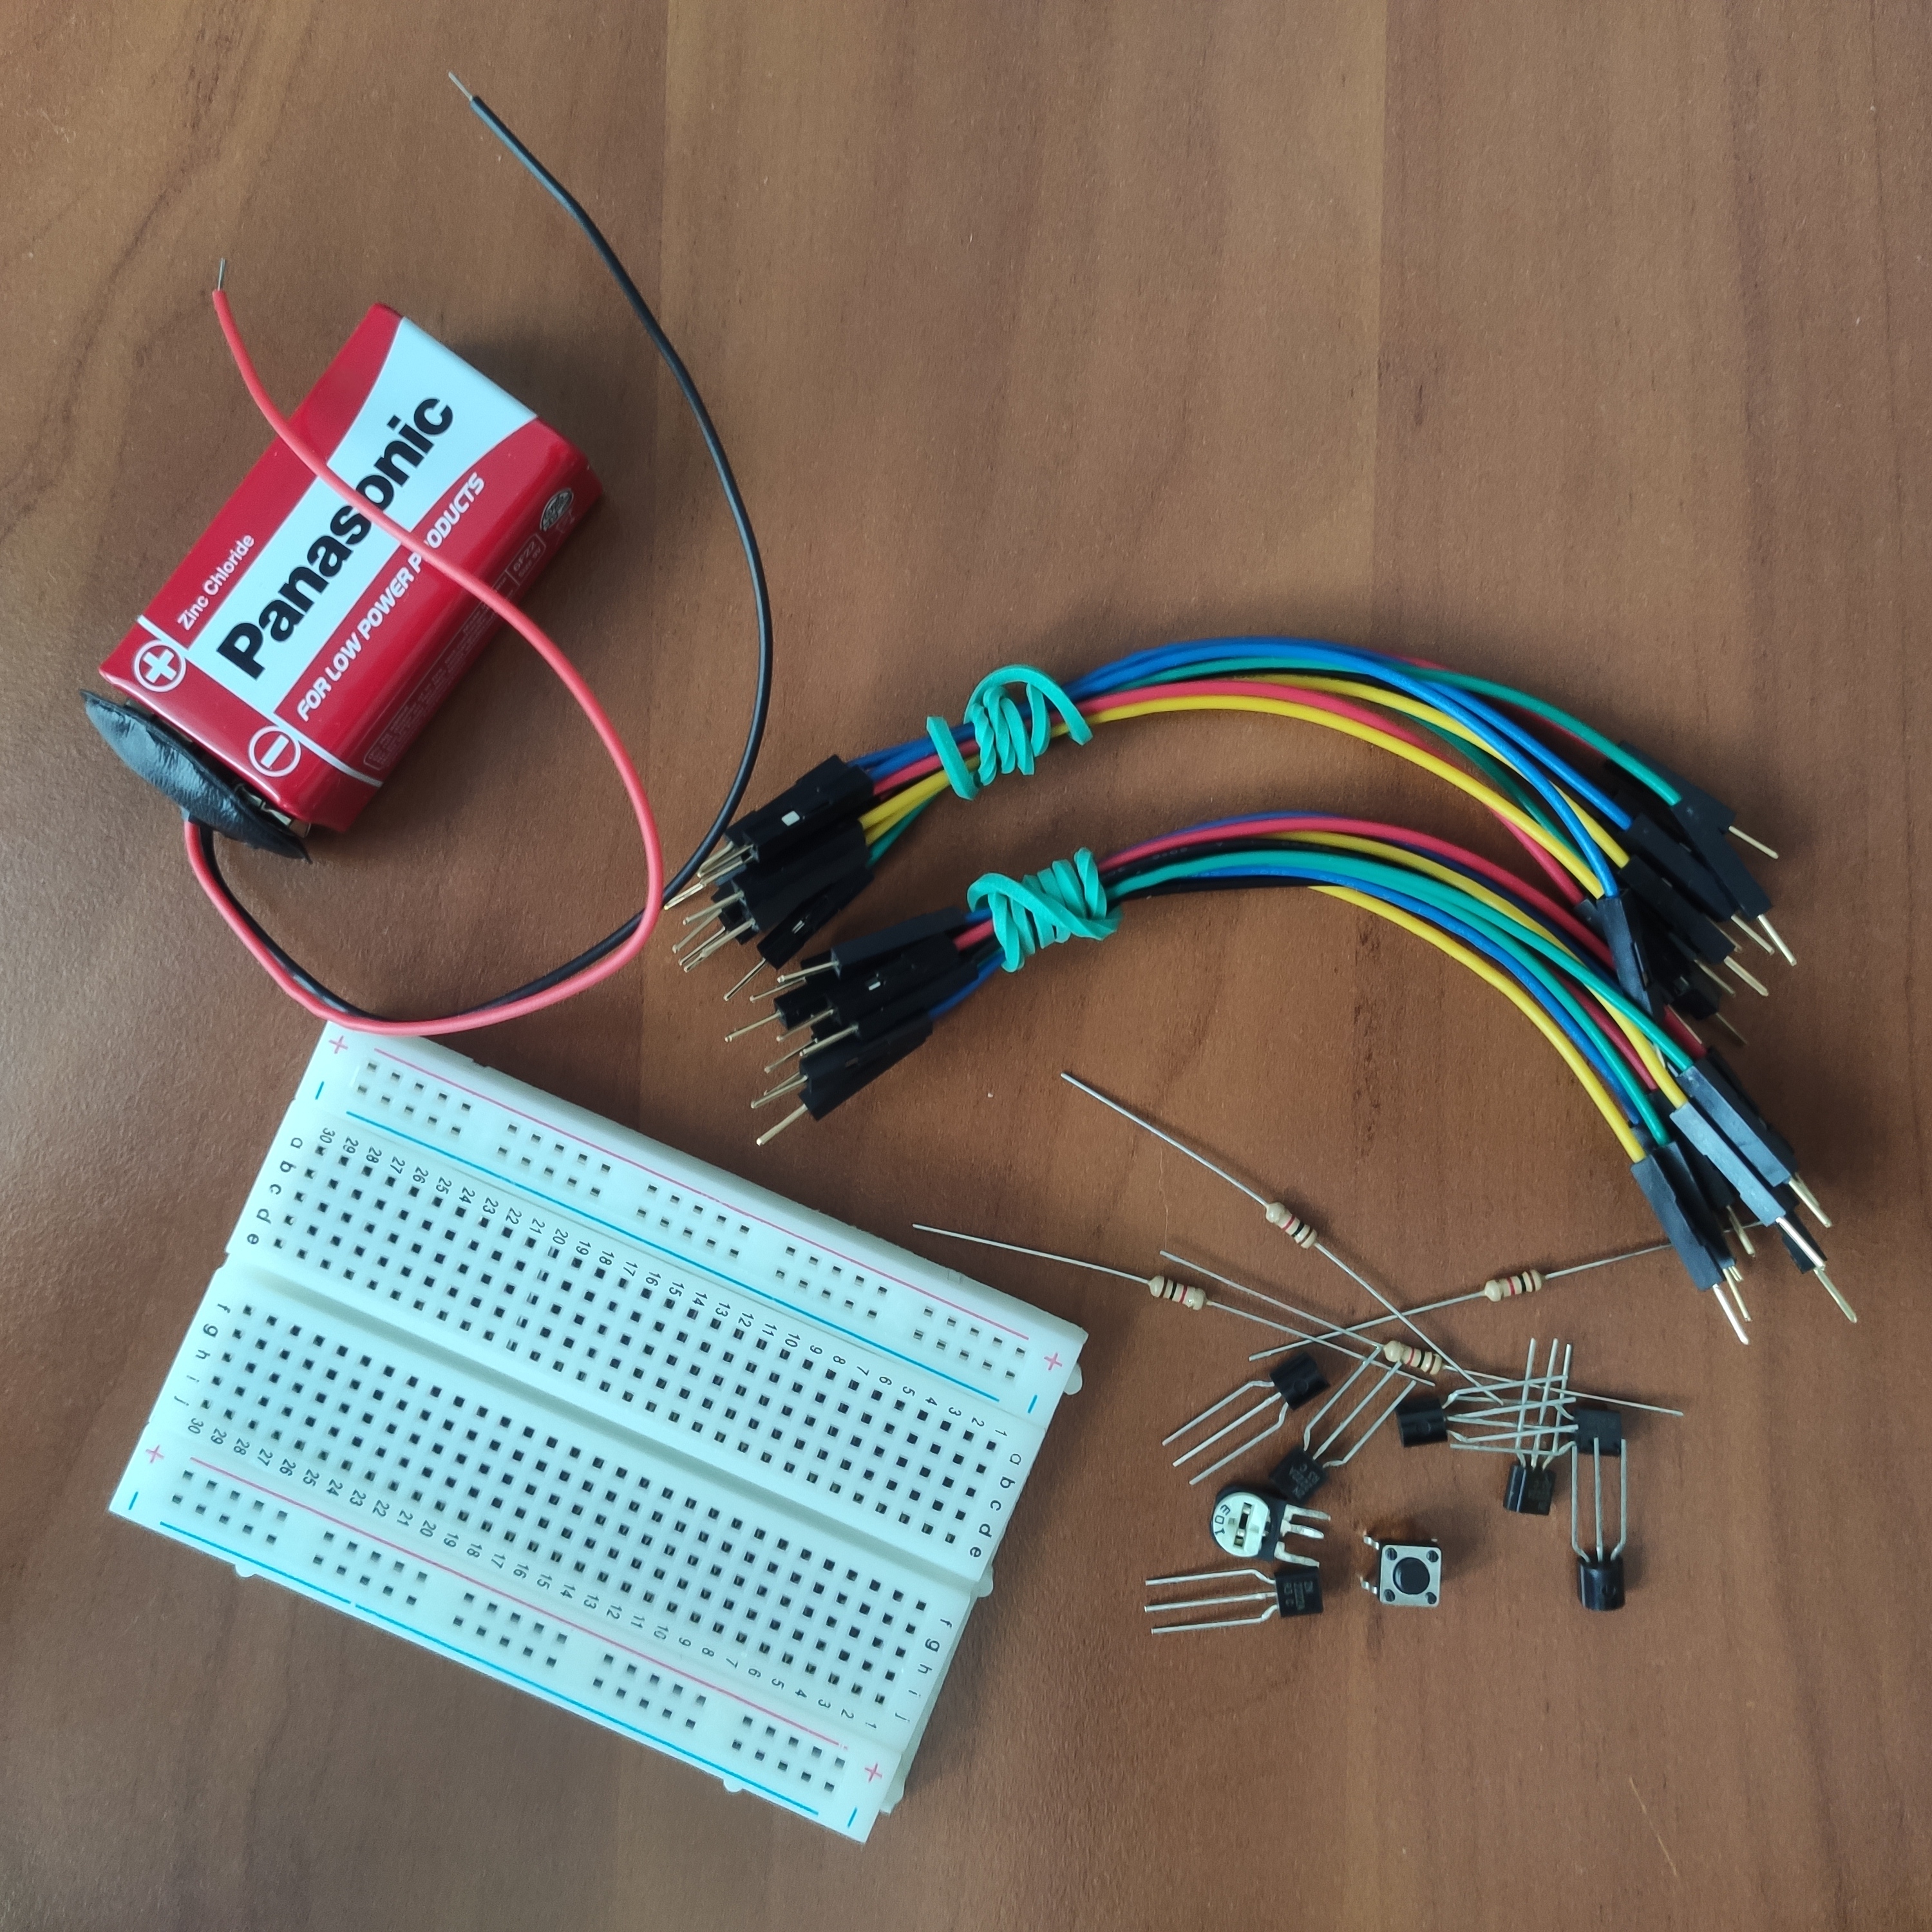 Zinc Chloride
Panasonic
FOR LOW POWER PRODUCTS
+
−
6F22
+
−
a b c d e
30 29 28 27 26 25 24 23 22 21 20 19 18 17 16 15 14 13 12 11 10 9 8 7 6 5 4 3 2 1
+
−
a b c d e
f g h i j
30 29 28 27 26 25 24 23 22 21 20 19 18 17 16 15 14 13 12 11 10 9 8 7 6 5 4 3 2 1
f g h i j
+
−
+
−
103